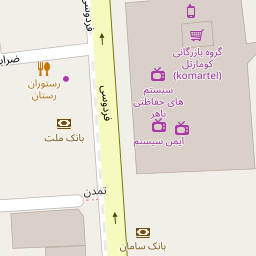 فردوسی
گروه بازرگانی
کومارتل
(komartel)
ضرابی
رستوران
رستان
سیستم
های حفاظتی
باهر
فردوسی
بانک ملت
ایمن سیستم
تمدن
بانک سامان